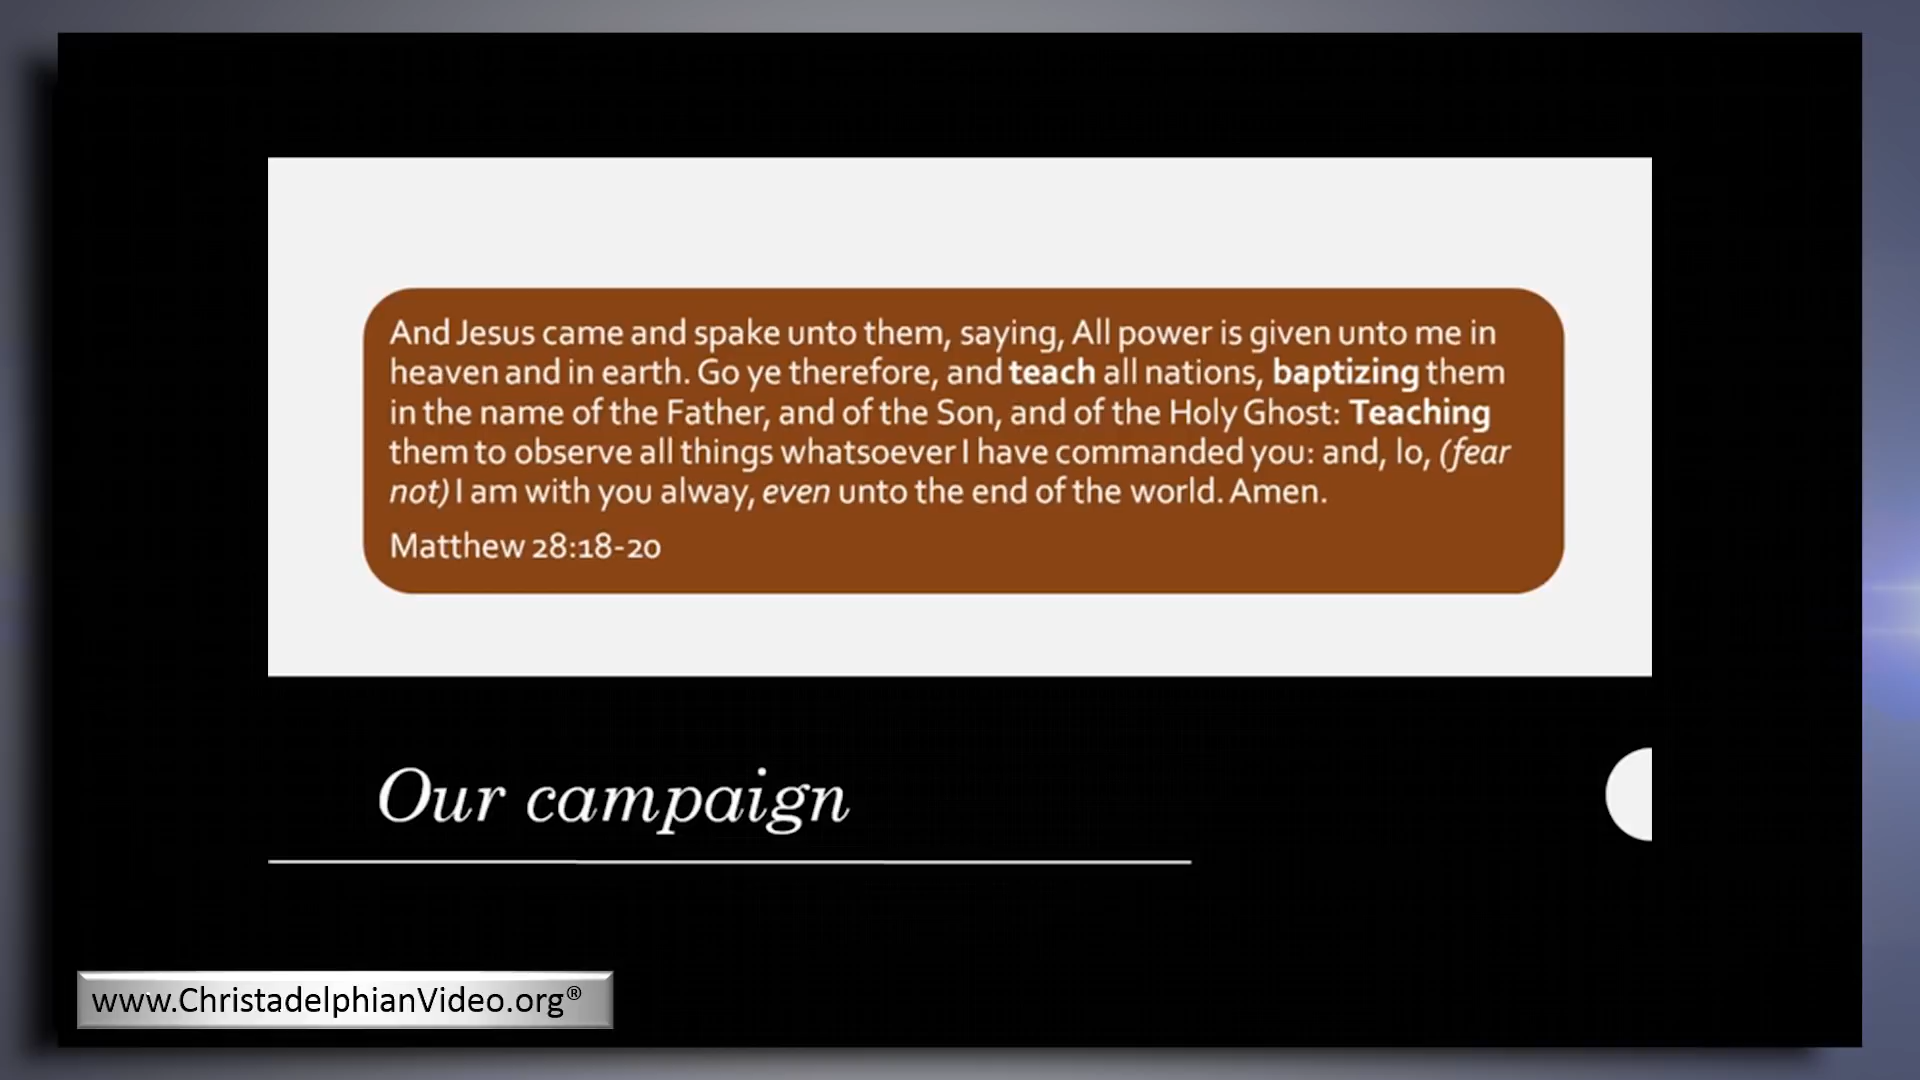 And Jesus came and spake unto them, saying, All power is given unto me in
heaven and in earth. Go ye therefore, and teach all nations, baptizing them
in the name of the Father, and of the Son, and of the Holy Ghost: Teaching
them to observe all things whatsoever I have commanded you: and, lo, (fear
not) I am with you alway, even unto the end of the world. Amen.
Matthew 28:18-20
Our campaign
www.ChristadelphianVideo.org®